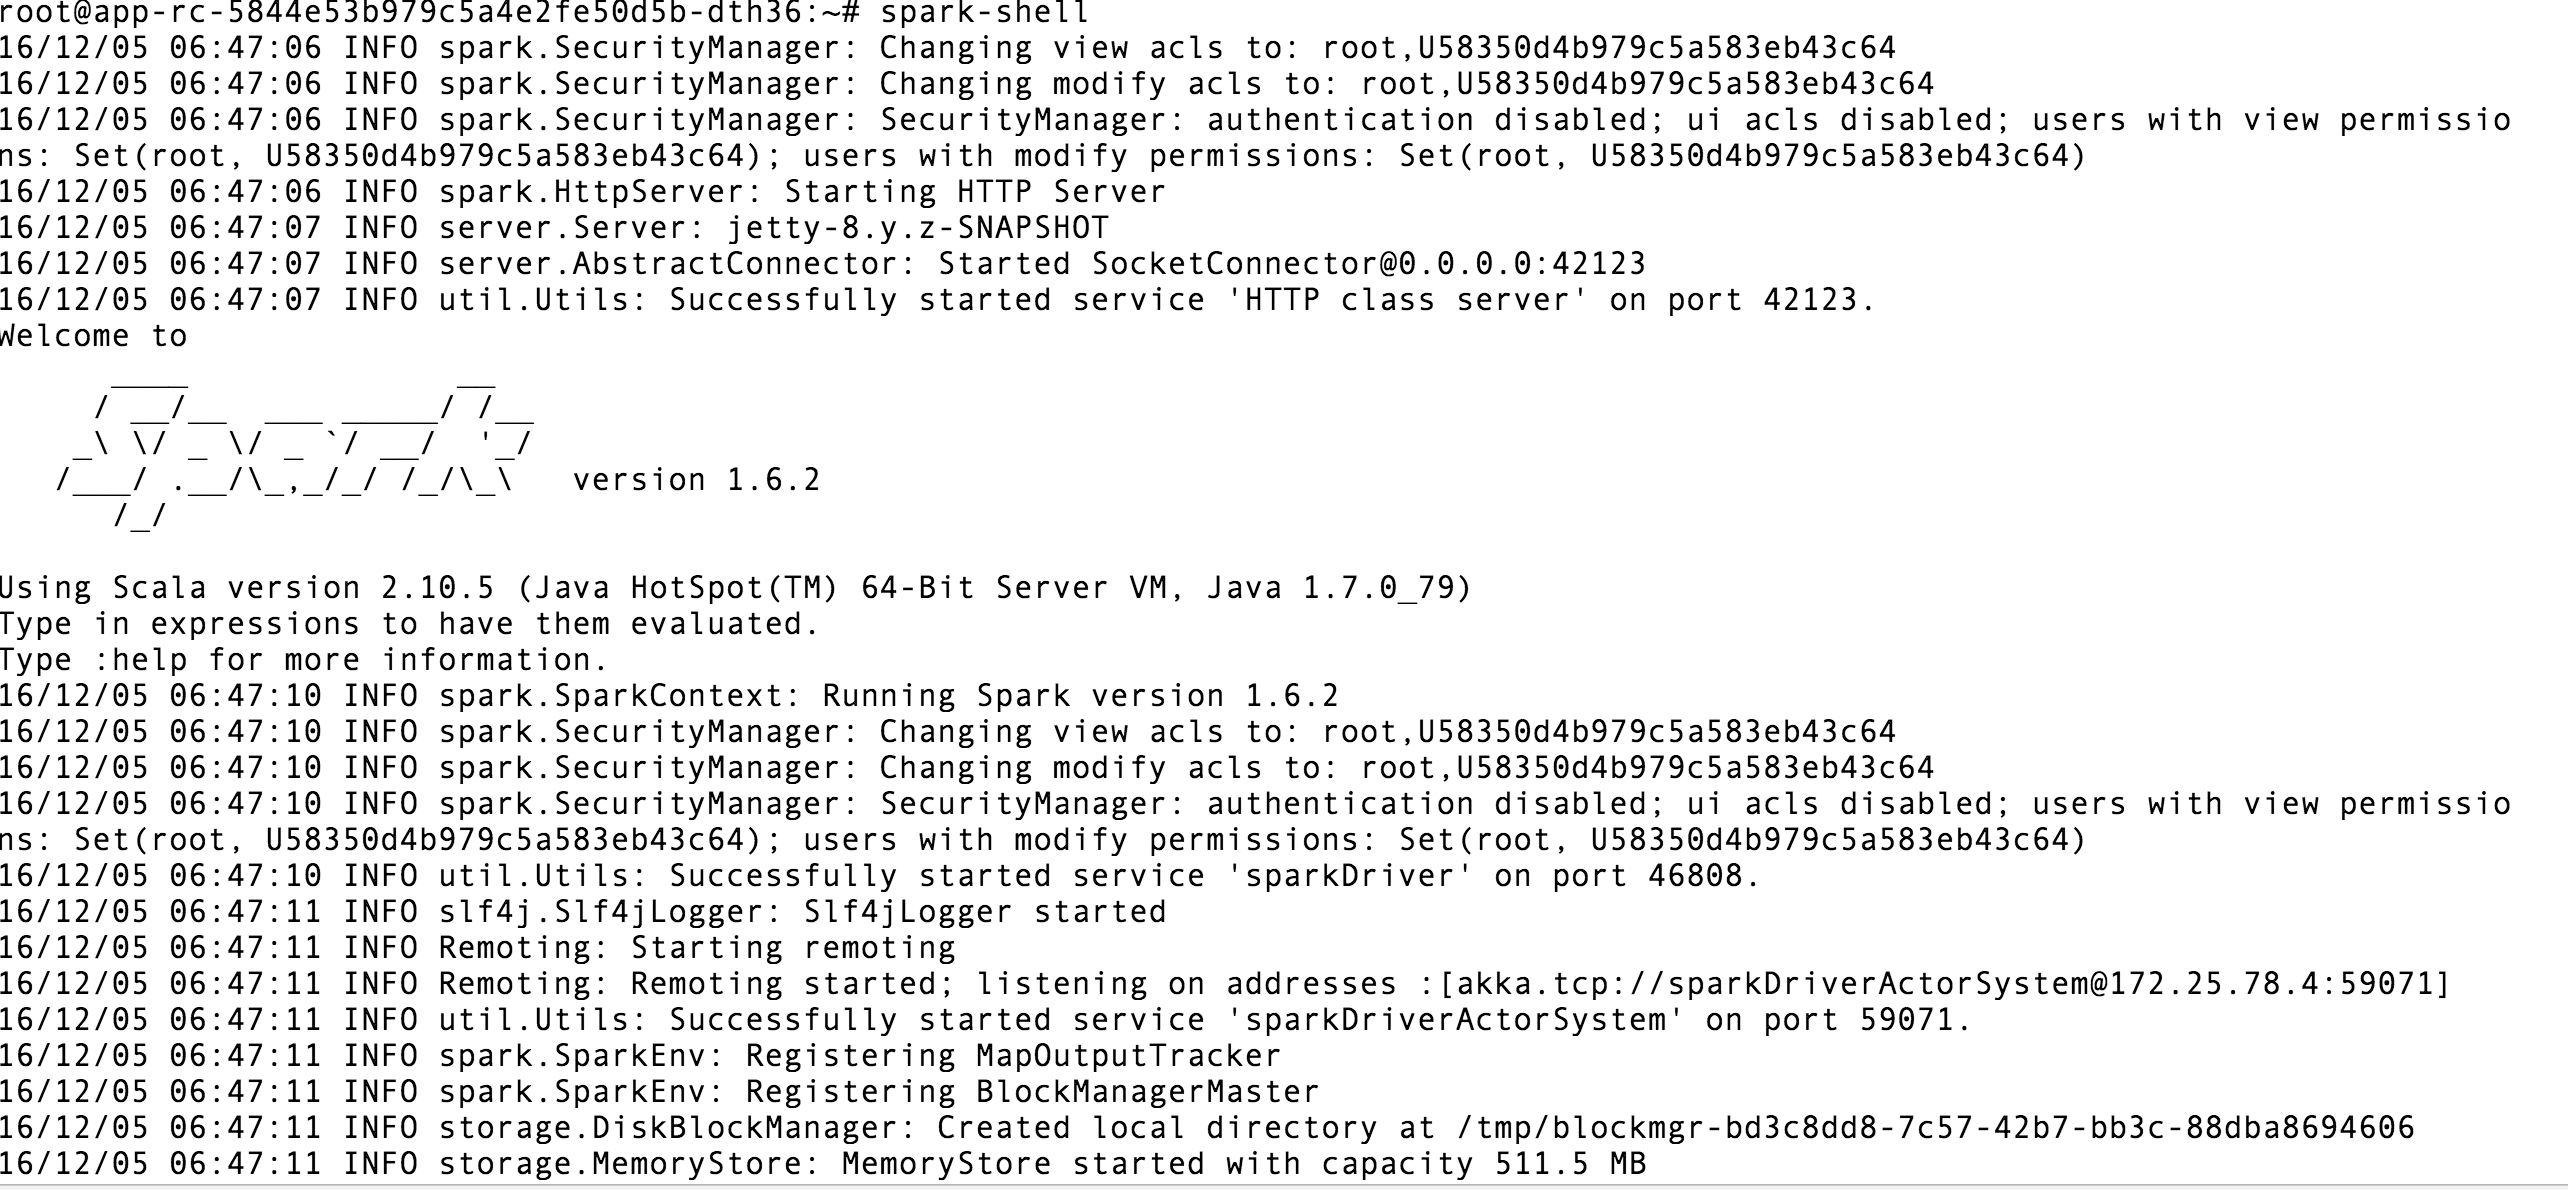 root@app-rc-5844e53b979c5a4e2fe50d5b-dth36:~# spark-shell
16/12/05 06:47:06 INFO spark.SecurityManager: Changing view acls to: root,U58350d4b979c5a583eb43c64
16/12/05 06:47:06 INFO spark.SecurityManager: Changing modify acls to: root,U58350d4b979c5a583eb43c64
16/12/05 06:47:06 INFO spark.SecurityManager: SecurityManager: authentication disabled; ui acls disabled; users with view permissio
ns: Set(root, U58350d4b979c5a583eb43c64); users with modify permissions: Set(root, U58350d4b979c5a583eb43c64)
16/12/05 06:47:06 INFO spark.HttpServer: Starting HTTP Server
16/12/05 06:47:07 INFO server.Server: jetty-8.y.z-SNAPSHOT
16/12/05 06:47:07 INFO server.AbstractConnector: Started SocketConnector@0.0.0.0:42123
16/12/05 06:47:07 INFO util.Utils: Successfully started service 'HTTP class server' on port 42123.
Welcome to
      ____              __
     / __/__  ___ _____/ /__
    _\ \/ _ \/ _ `/ __/  '_/
   /___/ .__/\_,_/_/ /_/\_\   version 1.6.2
      /_/
Using Scala version 2.10.5 (Java HotSpot(TM) 64-Bit Server VM, Java 1.7.0_79)
Type in expressions to have them evaluated.
Type :help for more information.
16/12/05 06:47:10 INFO spark.SparkContext: Running Spark version 1.6.2
16/12/05 06:47:10 INFO spark.SecurityManager: Changing view acls to: root,U58350d4b979c5a583eb43c64
16/12/05 06:47:10 INFO spark.SecurityManager: Changing modify acls to: root,U58350d4b979c5a583eb43c64
16/12/05 06:47:10 INFO spark.SecurityManager: SecurityManager: authentication disabled; ui acls disabled; users with view permissio
ns: Set(root, U58350d4b979c5a583eb43c64); users with modify permissions: Set(root, U58350d4b979c5a583eb43c64)
16/12/05 06:47:10 INFO util.Utils: Successfully started service 'sparkDriver' on port 46808.
16/12/05 06:47:11 INFO slf4j.Slf4jLogger: Slf4jLogger started
16/12/05 06:47:11 INFO Remoting: Starting remoting
16/12/05 06:47:11 INFO Remoting: Remoting started; listening on addresses :[akka.tcp://sparkDriverActorSystem@172.25.78.4:59071]
16/12/05 06:47:11 INFO util.Utils: Successfully started service 'sparkDriverActorSystem' on port 59071.
16/12/05 06:47:11 INFO spark.SparkEnv: Registering MapOutputTracker
16/12/05 06:47:11 INFO spark.SparkEnv: Registering BlockManagerMaster
16/12/05 06:47:11 INFO storage.DiskBlockManager: Created local directory at /tmp/blockmgr-bd3c8dd8-7c57-42b7-bb3c-88dba8694606
16/12/05 06:47:11 INFO storage.MemoryStore: MemoryStore started with capacity 511.5 MB